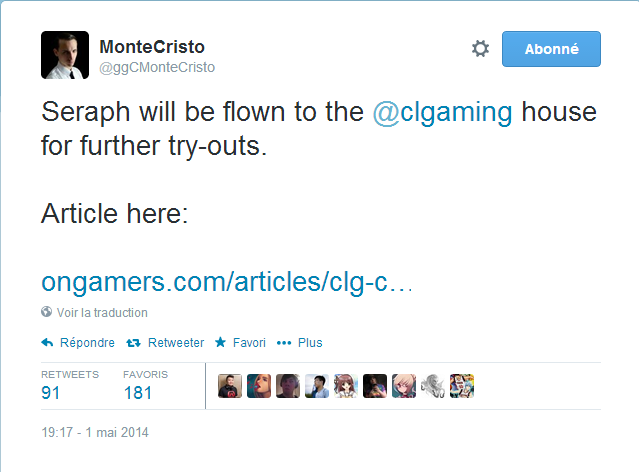 MonteCristo
@ggCMonteCristo
Abonné
Seraph will be flown to the @clgaming house
for further try-outs.
Article here:
ongamers.com/articles/clg-c…
Voir la traduction
Répondre Retweeter Favori Plus
RETWEETS FAVORIS
91 181
19:17 - 1 mai 2014